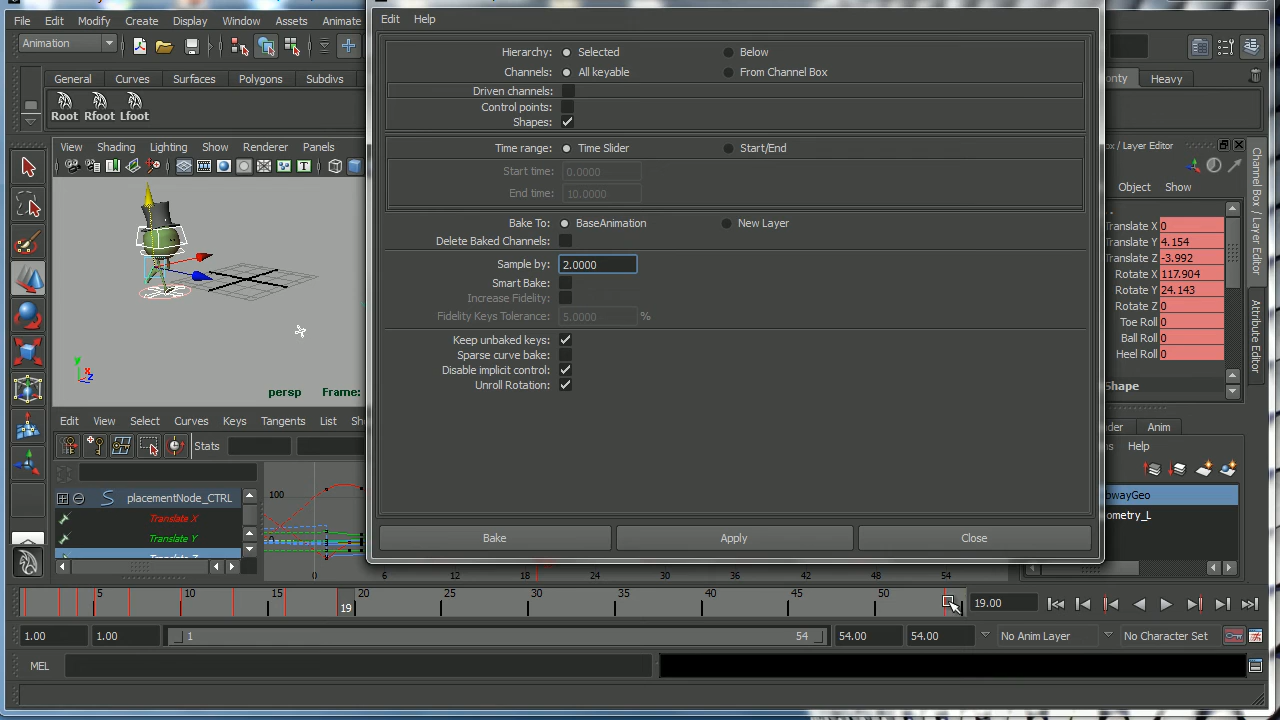 Edit Help
File Edit Modify Create Display Window Assets Animate
Animation
General Curves Surfaces Polygons Subdivs
Heavy
Root Rfoot Lfoot
View Shading Lighting Show Renderer Panels
Hierarchy: Selected Below
Channels: All keyable From Channel Box
Driven channels:
Control points:
Shapes:
Time range: Time Slider Start/End
Start time: 0.0000
End time: 10.0000
Bake To: BaseAnimation New Layer
Delete Baked Channels:
Sample by: 2.0000
Smart Bake:
Increase Fidelity:
Fidelity Keys Tolerance: 5.0000 %
Keep unbaked keys:
Sparse curve bake:
Disable implicit control:
Unroll Rotation:
Bake Apply Close
/ Layer Editor
Object Show
Translate X 0
Translate Y 4.154
Translate Z -3.992
Rotate X 117.904
Rotate Y 24.143
Rotate Z 0
Toe Roll 0
Ball Roll 0
Heel Roll 0
Shape
Channel Box / Layer Editor
Attribute Editor
Anim
Help
geometry_L
y
z
x
persp Frame:
Edit View Select Curves Keys Tangents List
Stats
placementNode_CTRL
Translate X
Translate Y
Translate Z
100
0
0 6 12 18 24 30 36 42 48 54
5 10 15 19 20 25 30 35 40 45 50
19.00
1.00 1.00 1 54 54.00 54.00 No Anim Layer No Character Set
MEL